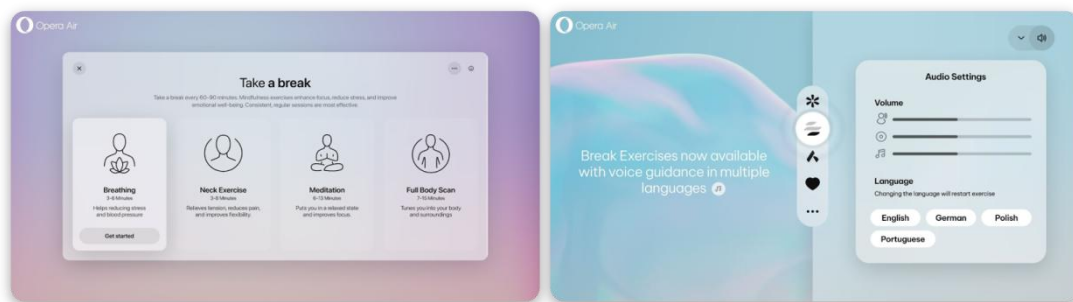 Opera Air
Take a break
Take a break every 60-90 minutes. Mindfulness exercises enhance focus, reduce stress, and improve
emotional well-being. Consistent, regular sessions are most effective.
Breathing
3-8 Minutes
Helps reducing stress
and blood pressure
Get started
Neck Exercise
3-8 Minutes
Relieves tension, reduces pain,
and improves flexibility.
Meditation
6-13 Minutes
Puts you in a relaxed state
and improves focus.
Full Body Scan
7-15 Minutes
Tunes you into your body
and surroundings
Opera Air
Break Exercises now available
with voice guidance in multiple
languages
Audio Settings
Volume
Language
Changing the language will restart exercise
English German Polish
Portuguese